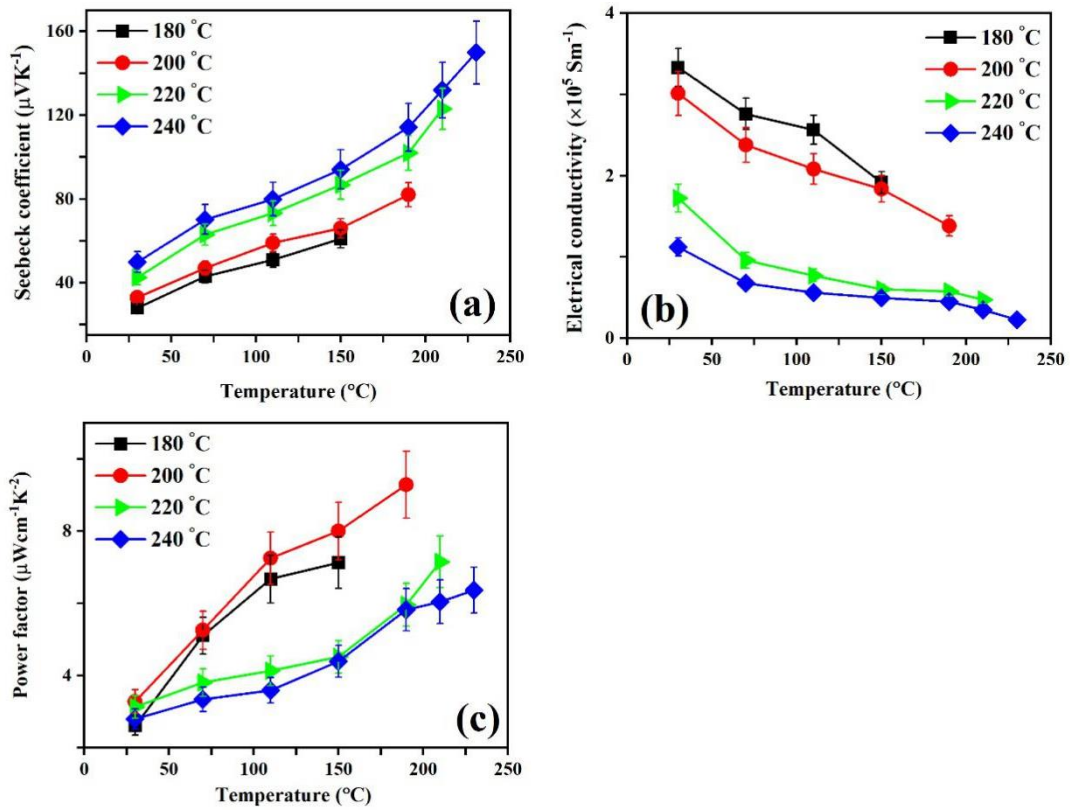 160
120
80
40
Seebeck coefficient (μVK⁻¹)
180 °C
200 °C
220 °C
240 °C
(a)
0 50 100 150 200 250
Temperature (°C)
4
2
0
Eletrical conductivity (×10⁵ Sm⁻¹)
180 °C
200 °C
220 °C
240 °C
(b)
0 50 100 150 200 250
Temperature (°C)
8
4
Power factor (μWcm⁻¹K⁻²)
180 °C
200 °C
220 °C
240 °C
(c)
0 50 100 150 200 250
Temperature (°C)